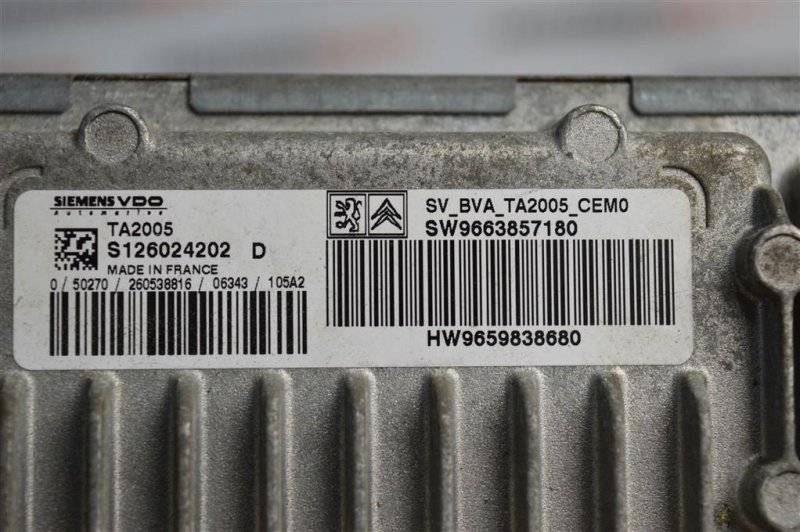 SIEMENS VDO
Automotive
TA2005
S126024202 D
MADE IN FRANCE
0 / 50270 / 260538816 / 06343 / 105A2
SV_BVA_TA2005_CEM0
SW9663857180
HW9659838680